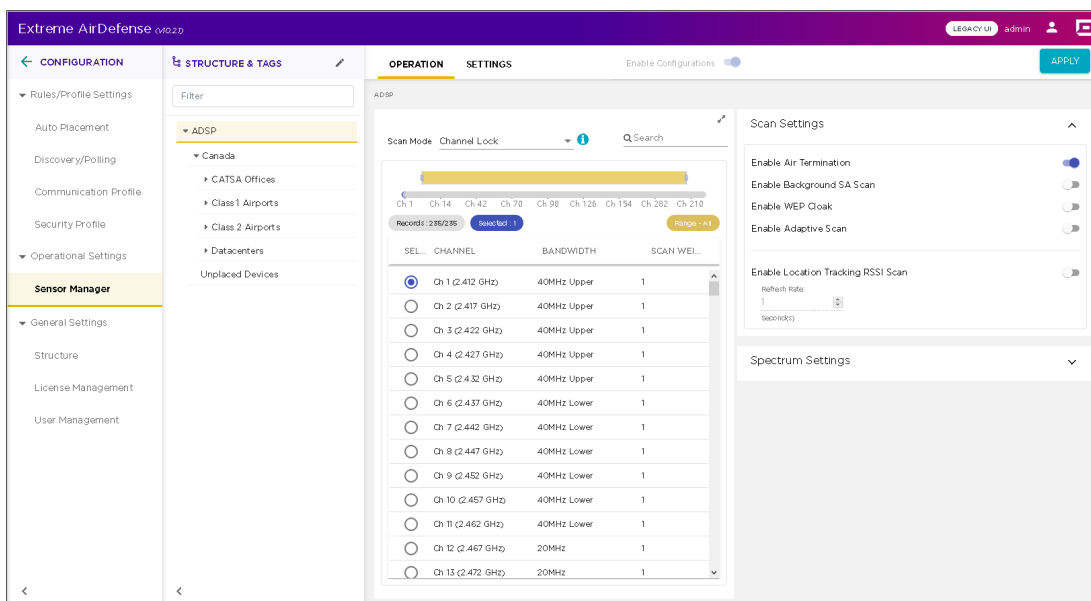 Extreme AirDefense (v10.2.1)
LEGACY UI admin
CONFIGURATION
Rules/Profile Settings
Auto Placement
Discovery/Polling
Communication Profile
Security Profile
Operational Settings
Sensor Manager
General Settings
Structure
License Management
User Management
STRUCTURE & TAGS
Filter
ADSP
Canada
CATSA Offices
Class 1 Airports
Class 2 Airports
Datacenters
Unplaced Devices
OPERATION SETTINGS Enable Configurations APPLY
ADSP
Scan Mode Channel Lock Search
Ch 1 Ch 14 Ch 42 Ch 70 Ch 98 Ch 126 Ch 154 Ch 282 Ch 210
Records : 235/235 Selected : 1 Range - All
SEL... CHANNEL BANDWIDTH SCAN WEI...
Ch 1 (2.412 GHz) 40MHz Upper 1
Ch 2 (2.417 GHz) 40MHz Upper 1
Ch 3 (2.422 GHz) 40MHz Upper 1
Ch 4 (2.427 GHz) 40MHz Upper 1
Ch 5 (2.432 GHz) 40MHz Upper 1
Ch 6 (2.437 GHz) 40MHz Lower 1
Ch 7 (2.442 GHz) 40MHz Lower 1
Ch 8 (2.447 GHz) 40MHz Lower 1
Ch 9 (2.452 GHz) 40MHz Lower 1
Ch 10 (2.457 GHz) 40MHz Lower 1
Ch 11 (2.462 GHz) 40MHz Lower 1
Ch 12 (2.467 GHz) 20MHz 1
Ch 13 (2.472 GHz) 20MHz 1
Scan Settings
Enable Air Termination
Enable Background SA Scan
Enable WEP Cloak
Enable Adaptive Scan
Enable Location Tracking RSSI Scan
Refresh Rate:
1
Second(s)
Spectrum Settings